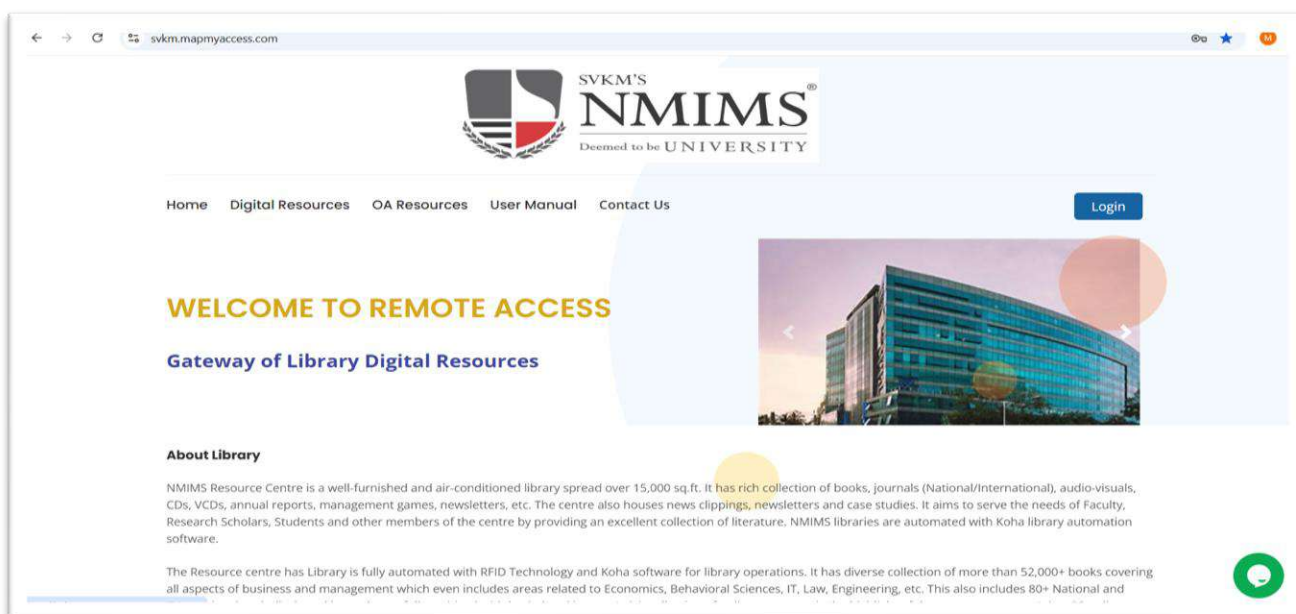 svkm.mapmyaccess.com
M
SVKM'S
NMIMS®
Deemed to be UNIVERSITY
Home Digital Resources OA Resources User Manual Contact Us
Login
WELCOME TO REMOTE ACCESS
Gateway of Library Digital Resources
About Library
NMIMS Resource Centre is a well-furnished and air-conditioned library spread over 15,000 sq.ft. It has rich collection of books, journals (National/International), audio-visuals,
CDs, VCDs, annual reports, management games, newsletters, etc. The centre also houses news clippings, newsletters and case studies. It aims to serve the needs of Faculty,
Research Scholars, Students and other members of the centre by providing an excellent collection of literature. NMIMS libraries are automated with Koha library automation
software.
The Resource centre has Library is fully automated with RFID Technology and Koha software for library operations. It has diverse collection of more than 52,000+ books covering
all aspects of business and management which even includes areas related to Economics, Behavioral Sciences, IT, Law, Engineering, etc. This also includes 80+ National and